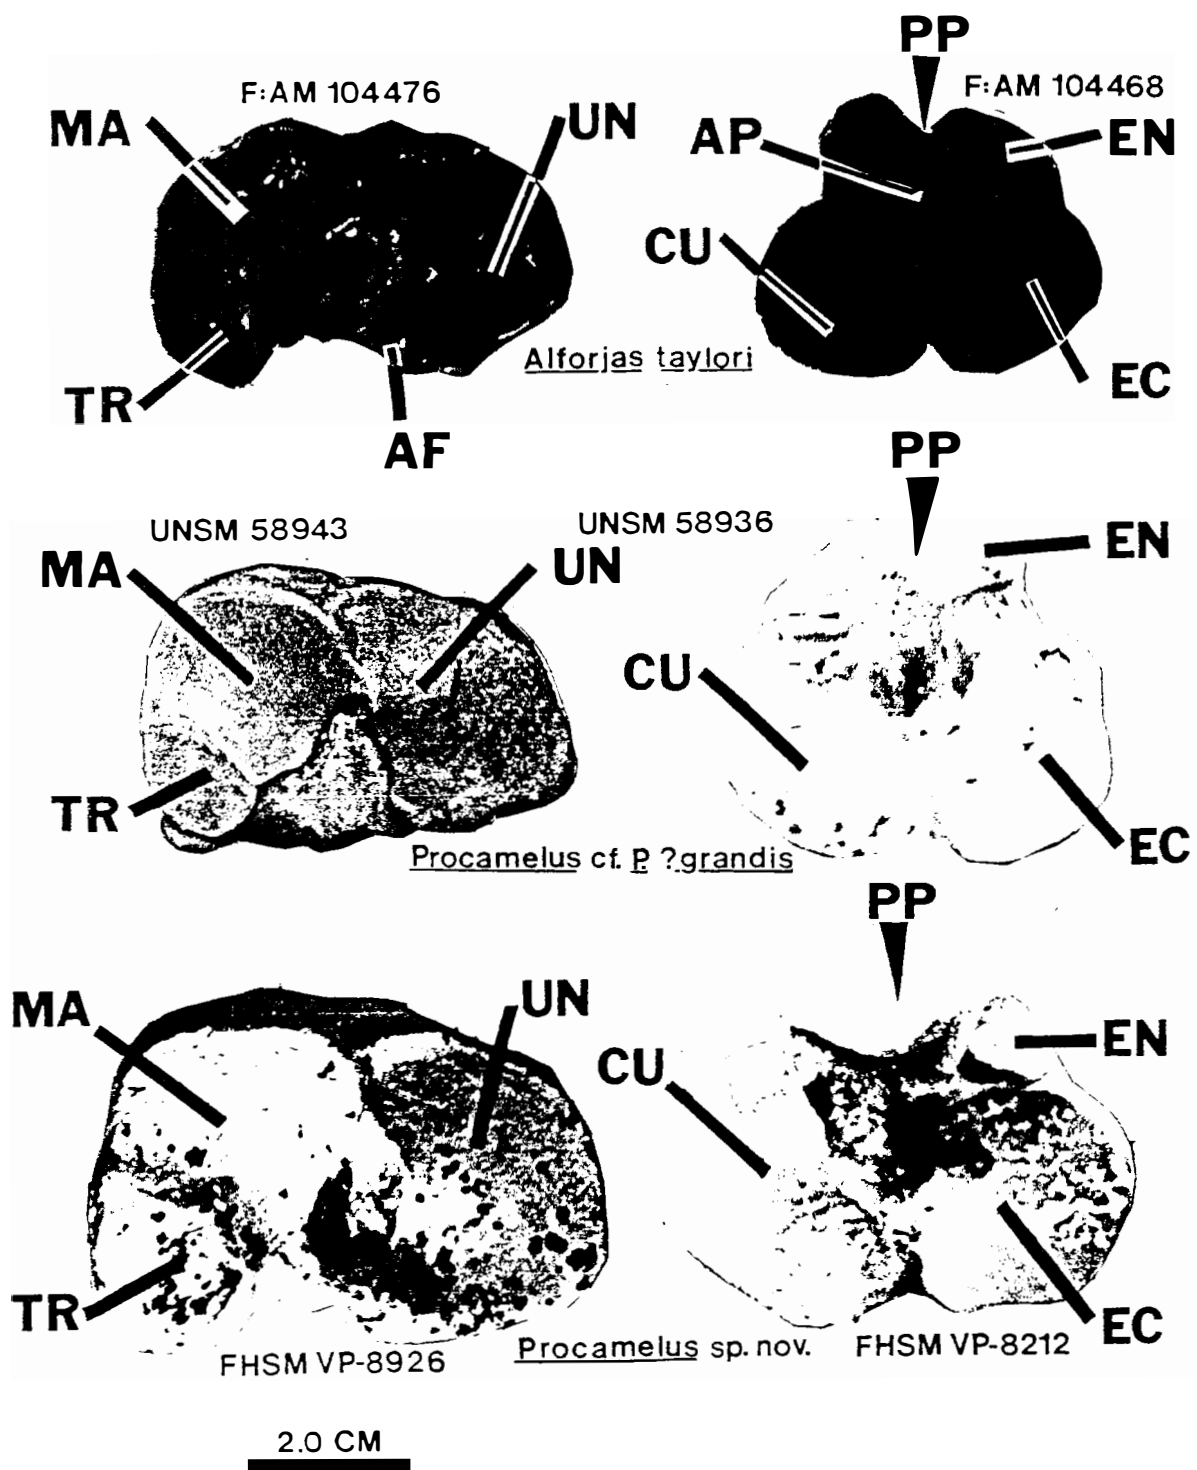 PP
F:AM 104476
F:AM 104468
MA
UN
AP
EN
CU
Alforjas taylori
TR
AF
EC
PP
UNSM 58943
UNSM 58936
MA
UN
EN
CU
TR
EC
Procamelus cf. P. ?grandis
PP
MA
UN
CU
EN
TR
EC
FHSM VP-8926
Procamelus sp. nov.
FHSM VP-8212
2.0 CM